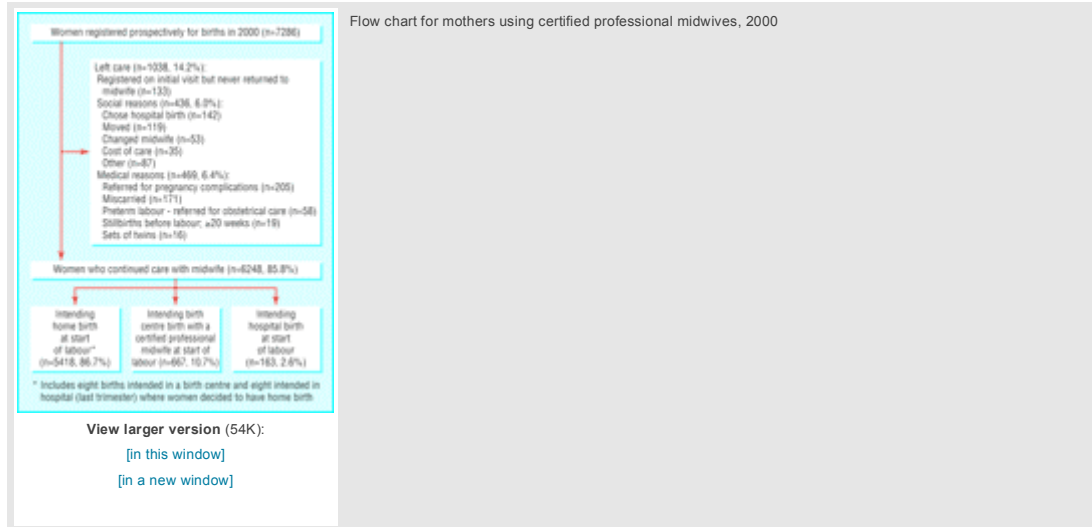 Flow chart for mothers using certified professional midwives, 2000
Women registered prospectively for births in 2000 (n=7286)
Left care (n=1038, 14.2%):
Registered on initial visit but never returned to
midwife (n=133)
Social reasons (n=436, 6.0%):
Chose hospital birth (n=142)
Moved (n=119)
Changed midwife (n=53)
Cost of care (n=35)
Other (n=87)
Medical reasons (n=469, 6.4%):
Referred for pregnancy complications (n=205)
Miscarried (n=171)
Preterm labour - referred for obstetrical care (n=58)
Stillbirths before labour; ≥20 weeks (n=19)
Sets of twins (n=16)
Women who continued care with midwife (n=6248, 85.8%)
Intending
home birth
at start
of labour*
(n=5418, 86.7%)
Intending birth
centre birth with a
certified professional
midwife at start of
labour (n=667, 10.7%)
Intending
hospital birth
at start
of labour
(n=163, 2.6%)
* Includes eight births intended in a birth centre and eight intended in
hospital (last trimester) where women decided to have home birth
View larger version (54K):
[in this window]
[in a new window]